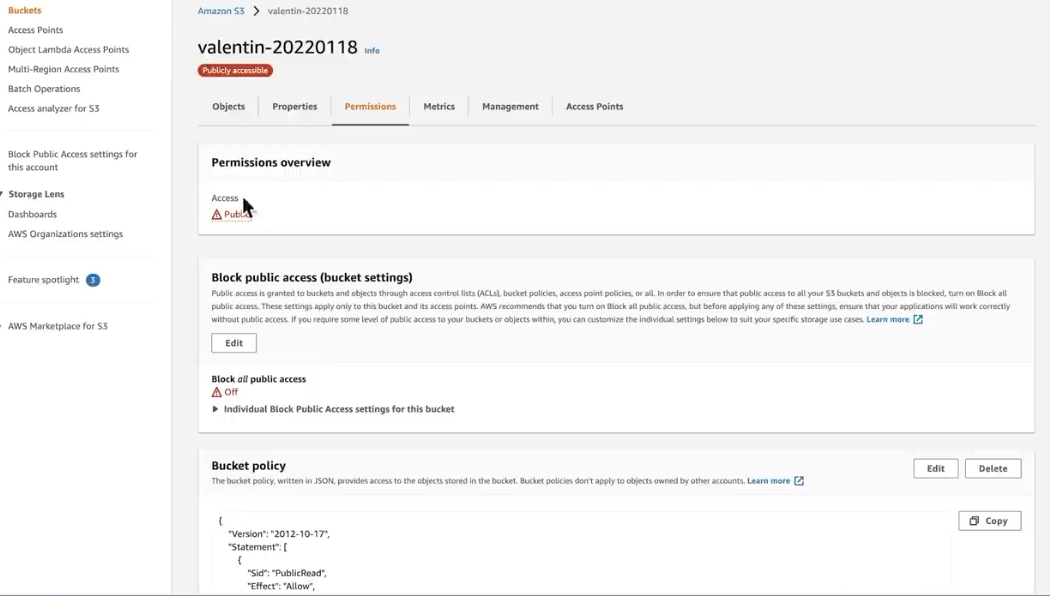 Buckets
Access Points
Object Lambda Access Points
Multi-Region Access Points
Batch Operations
Access analyzer for S3
Block Public Access settings for
this account
Storage Lens
Dashboards
AWS Organizations settings
Feature spotlight 3
AWS Marketplace for S3
Amazon S3 > valentin-20220118
valentin-20220118 Info
Publicly accessible
Objects Properties Permissions Metrics Management Access Points
Permissions overview
Access
Public
Block public access (bucket settings)
Public access is granted to buckets and objects through access control lists (ACLs), bucket policies, access point policies, or all. In order to ensure that public access to all your S3 buckets and objects is blocked, turn on Block all
public access. These settings apply only to this bucket and its access points. AWS recommends that you turn on Block all public access, but before applying any of these settings, ensure that your applications will work correctly
without public access. If you require some level of public access to your buckets or objects within, you can customize the individual settings below to suit your specific storage use cases. Learn more
Edit
Block all public access
Off
Individual Block Public Access settings for this bucket
Bucket policy
Edit Delete
The bucket policy, written in JSON, provides access to the objects stored in the bucket. Bucket policies don't apply to objects owned by other accounts. Learn more
Copy
{
"Version": "2012-10-17",
"Statement": [
{
"Sid": "PublicRead",
"Effect": "Allow",